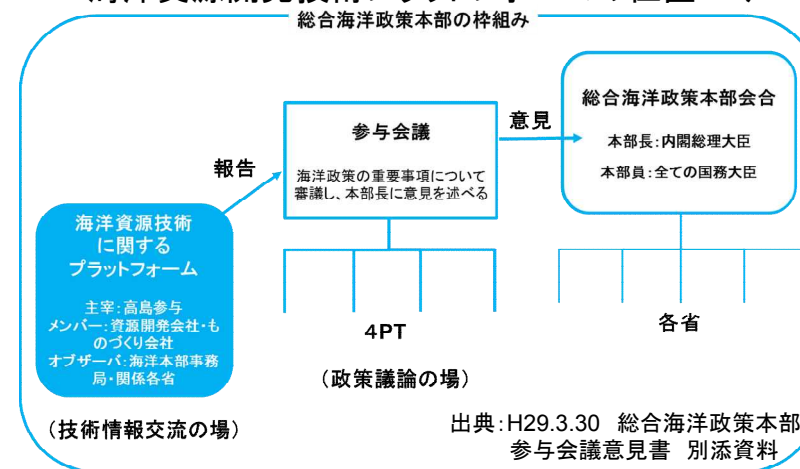 総合海洋政策本部の枠組み
総合海洋政策本部会合
本部長:内閣総理大臣
本部員:全ての国務大臣
意見
参与会議
海洋政策の重要事項について
審議し、本部長に意見を述べる
報告
海洋資源技術
に関する
プラットフォーム
主宰:高島参与
メンバー:資源開発会社・も
のづくり会社
オブザーバ:海洋本部事務
局・関係各省
(技術情報交流の場)
4PT
(政策議論の場)
各省
出典:H29.3.30 総合海洋政策本部
参与会議意見書 別添資料